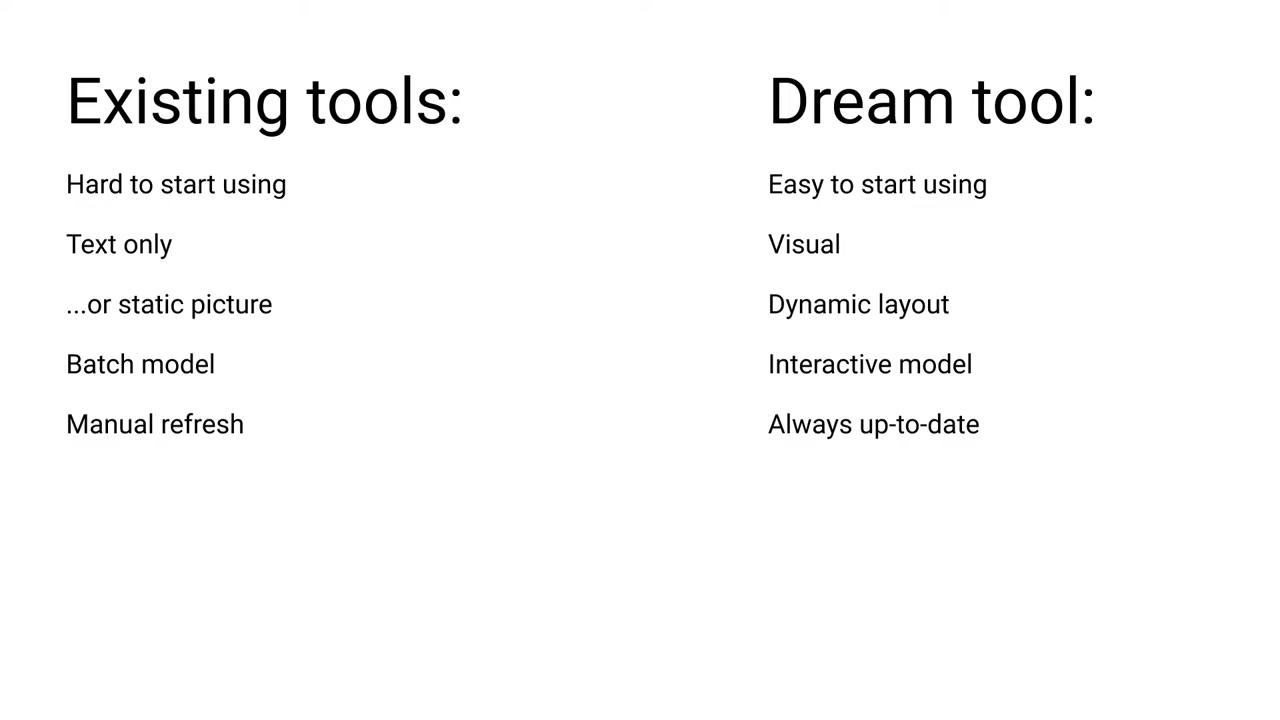 Existing tools:
Hard to start using
Text only
...or static picture
Batch model
Manual refresh
Dream tool:
Easy to start using
Visual
Dynamic layout
Interactive model
Always up-to-date